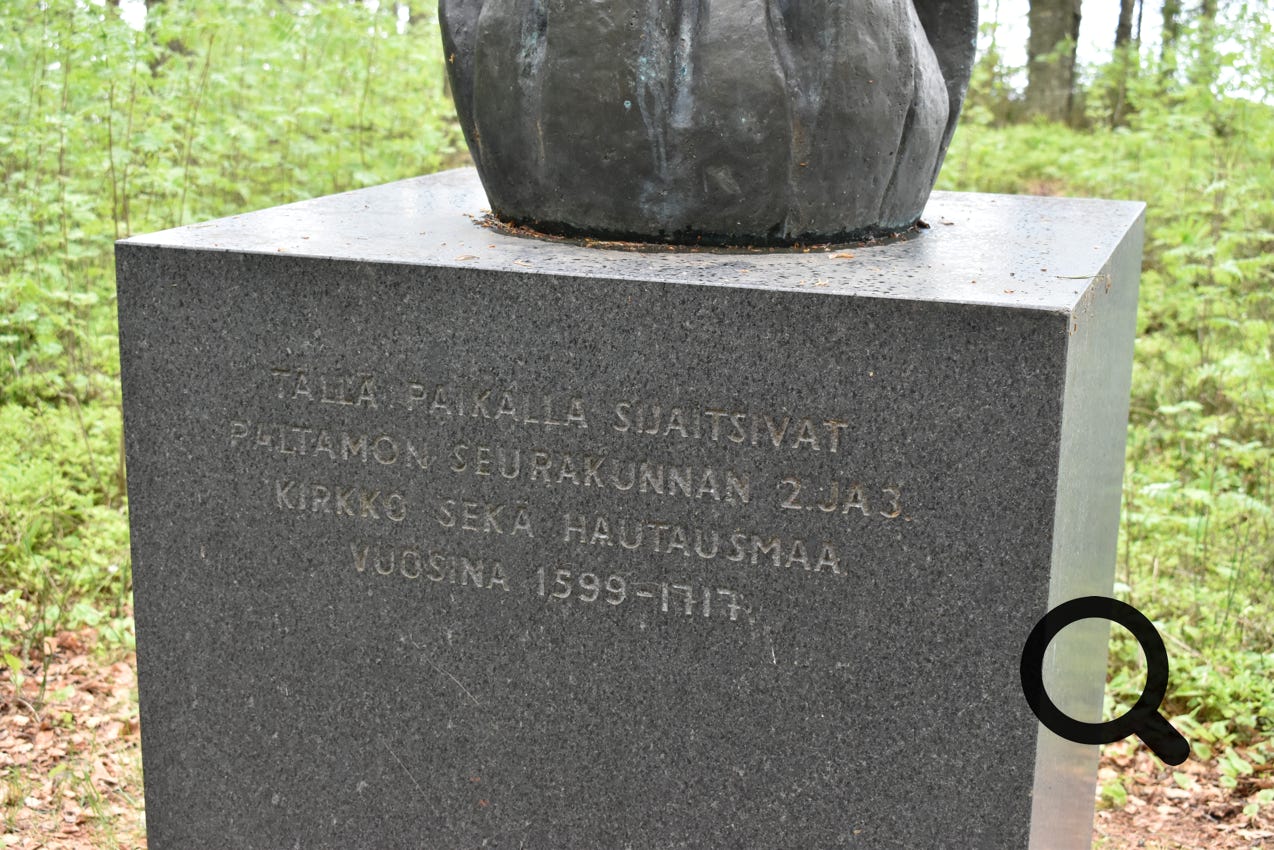 TÄLLÄ PAIKALLA SIJAITSIVAT
PALTAMON SEURAKUNNAN 2. JA 3.
KIRKKO SEKÄ HAUTAUSMAA
VUOSINA 1599-1717